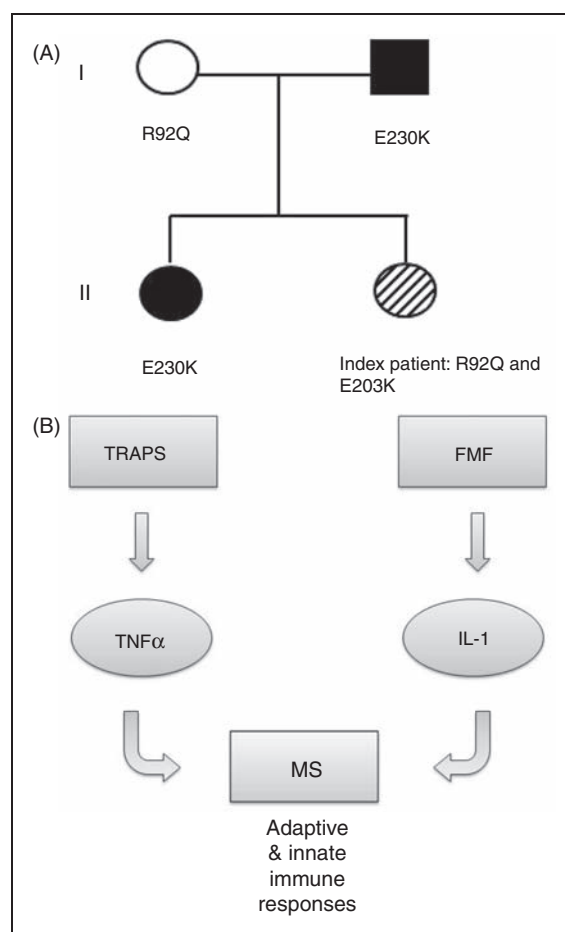 (A)
I
R92Q
E230K
II
E230K
Index patient: R92Q and
E203K
(B)
TRAPS
FMF
TNFα
IL-1
MS
Adaptive
& innate
immune
responses